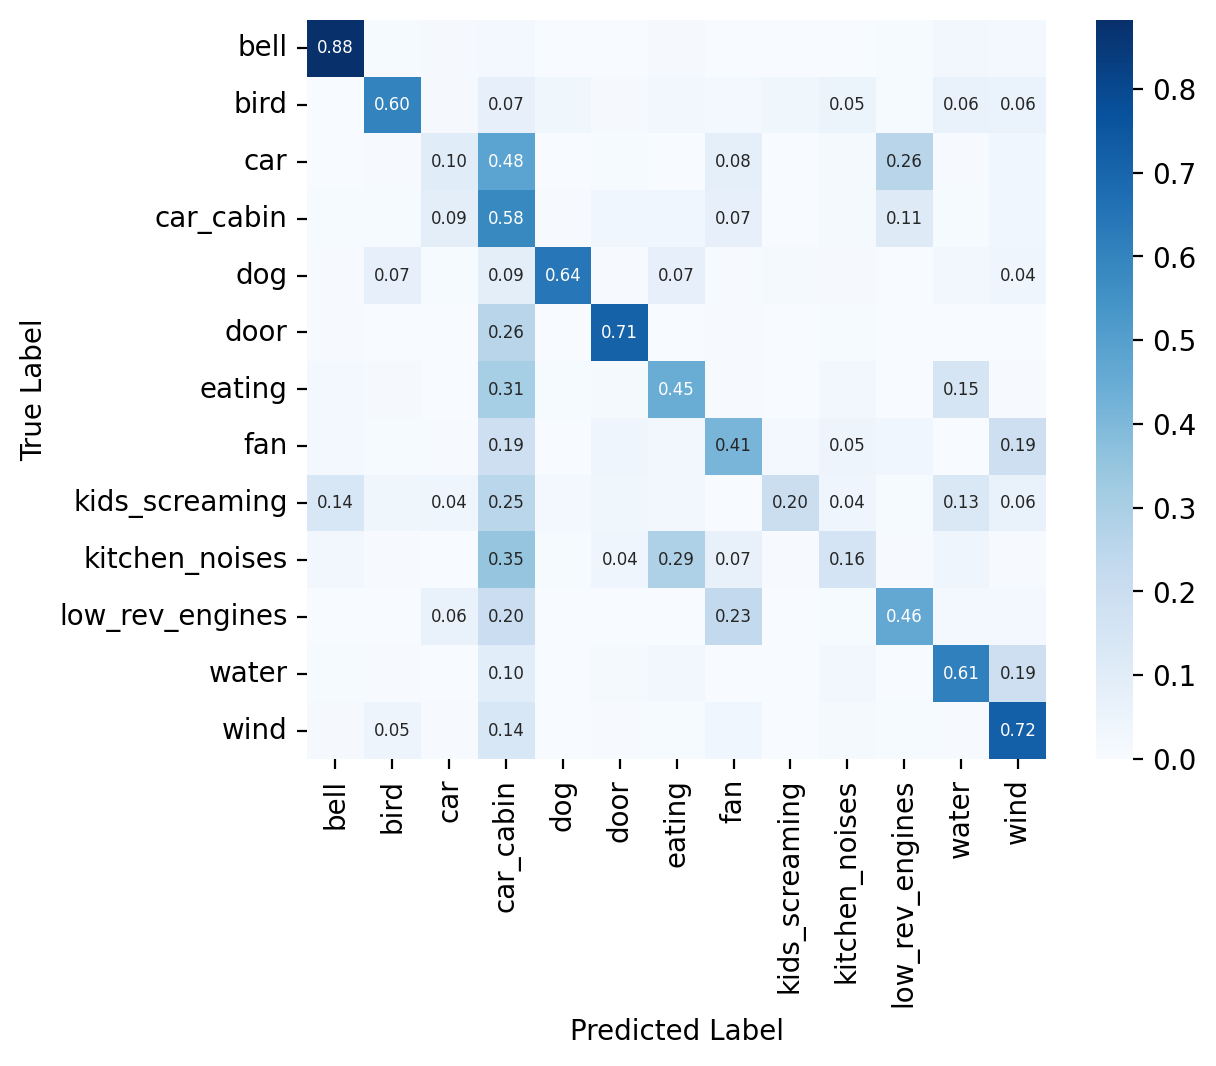 bell 0.88
bird 0.60 0.07 0.05 0.06 0.06
car 0.10 0.48 0.08 0.26
car_cabin 0.09 0.58 0.07 0.11
dog 0.07 0.09 0.64 0.07 0.04
door 0.26 0.71
eating 0.31 0.45 0.15
fan 0.19 0.41 0.05 0.19
kids_screaming 0.14 0.04 0.25 0.20 0.04 0.13 0.06
kitchen_noises 0.35 0.04 0.29 0.07 0.16
low_rev_engines 0.06 0.20 0.23 0.46
water 0.10 0.61 0.19
wind 0.05 0.14 0.72
True Label
bell
bird
car
car_cabin
dog
door
eating
fan
kids_screaming
kitchen_noises
low_rev_engines
water
wind
Predicted Label
0.8
0.7
0.6
0.5
0.4
0.3
0.2
0.1
0.0